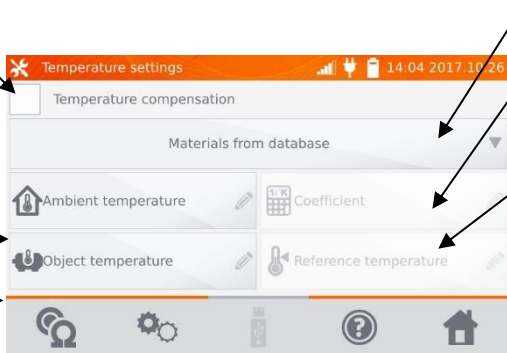 Temperature settings 14:04 2017.10.26
Temperature compensation
Materials from database
Ambient temperature 1/K Coefficient
Object temperature Reference temperature